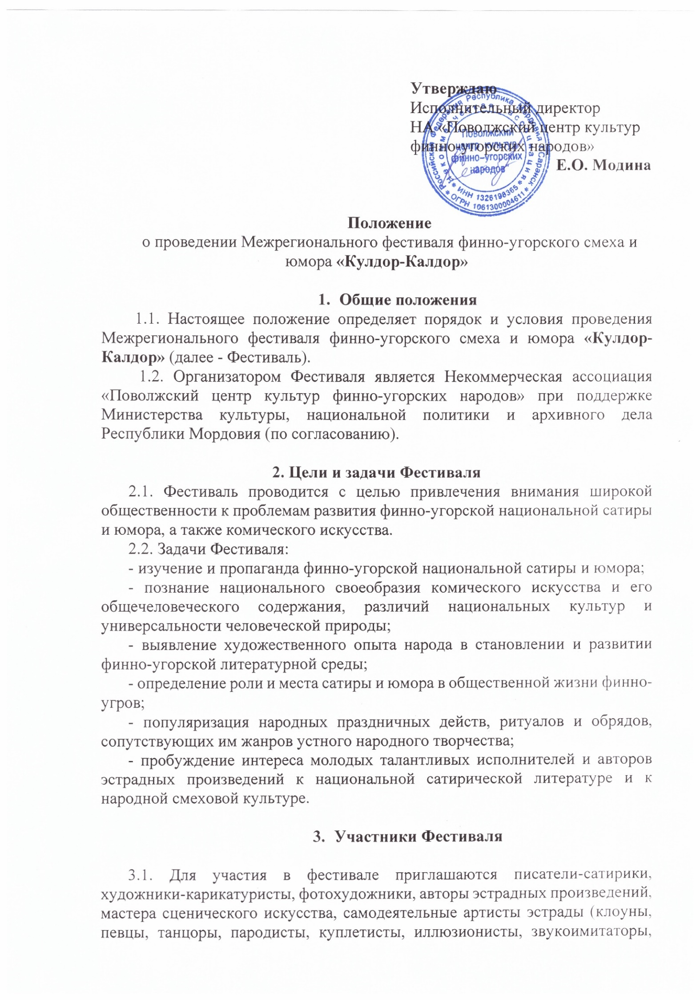 Утверждаю
Исполнительный директор
НА «Поволжский центр культур
финно-угорских народов»
Е.О. Модина
Российская Федерация Республика Мордовия г.Саранск
Некоммерческая ассоциация
"Поволжский
центр культур
финно-угорских
народов"
* ИНН 1326198365 *
* ОГРН 1061300004611 *
Положение
о проведении Межрегионального фестиваля финно-угорского смеха и
юмора «Кулдор-Калдор»
1. Общие положения
1.1. Настоящее положение определяет порядок и условия проведения
Межрегионального фестиваля финно-угорского смеха и юмора «Кулдор-
Калдор» (далее - Фестиваль).
1.2. Организатором Фестиваля является Некоммерческая ассоциация
«Поволжский центр культур финно-угорских народов» при поддержке
Министерства культуры, национальной политики и архивного дела
Республики Мордовия (по согласованию).
2. Цели и задачи Фестиваля
2.1. Фестиваль проводится с целью привлечения внимания широкой
общественности к проблемам развития финно-угорской национальной сатиры
и юмора, а также комического искусства.
2.2. Задачи Фестиваля:
- изучение и пропаганда финно-угорской национальной сатиры и юмора;
- познание национального своеобразия комического искусства и его
общечеловеческого содержания, различий национальных культур и
универсальности человеческой природы;
- выявление художественного опыта народа в становлении и развитии
финно-угорской литературной среды;
- определение роли и места сатиры и юмора в общественной жизни финно-
угров;
- популяризация народных праздничных действ, ритуалов и обрядов,
сопутствующих им жанров устного народного творчества;
- пробуждение интереса молодых талантливых исполнителей и авторов
эстрадных произведений к национальной сатирической литературе и к
народной смеховой культуре.
3. Участники Фестиваля
3.1. Для участия в фестивале приглашаются писатели-сатирики,
художники-карикатуристы, фотохудожники, авторы эстрадных произведений,
мастера сценического искусства, самодеятельные артисты эстрады (клоуны,
певцы, танцоры, пародисты, куплетисты, иллюзионисты, звукоимитаторы,